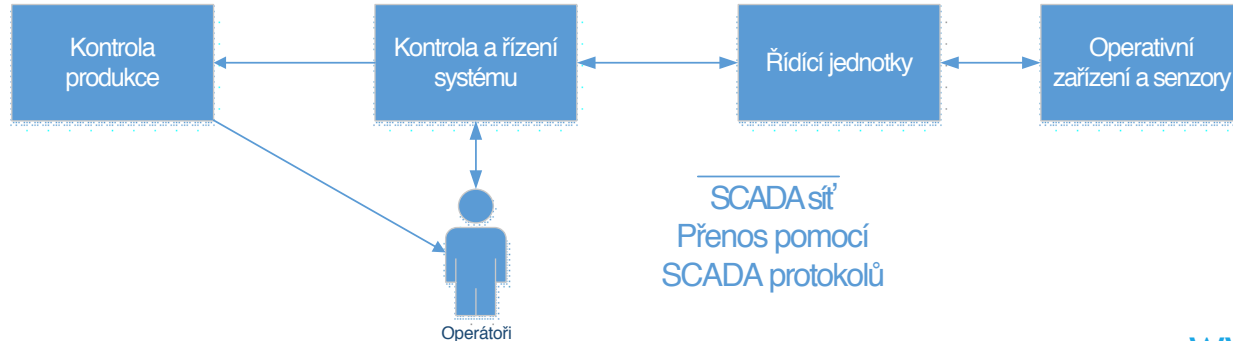 Kontrola
produkce
Kontrola a řízení
systému
Řídící jednotky
Operativní
zařízení a senzory
SCADA síť
Přenos pomocí
SCADA protokolů
Operátoři